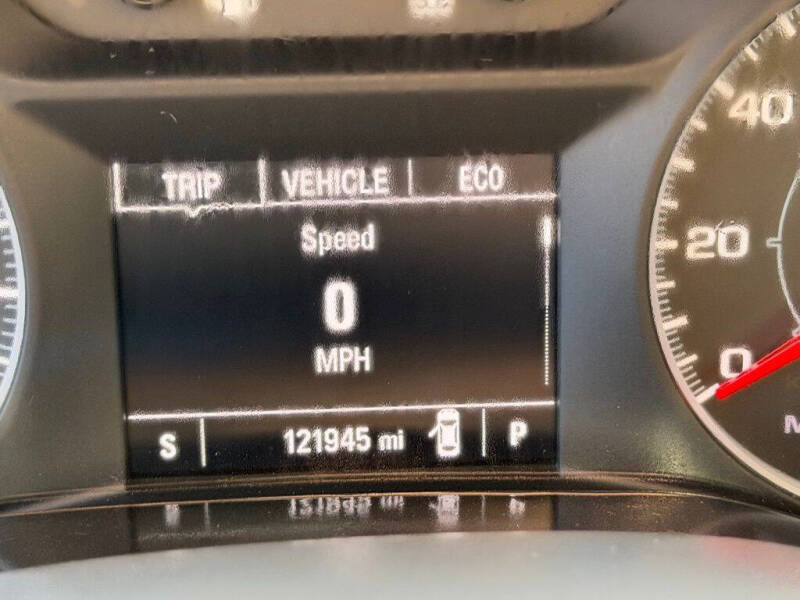 TRIP VEHICLE ECO
Speed
0
MPH
S 121945 mi P
40
20
0
M